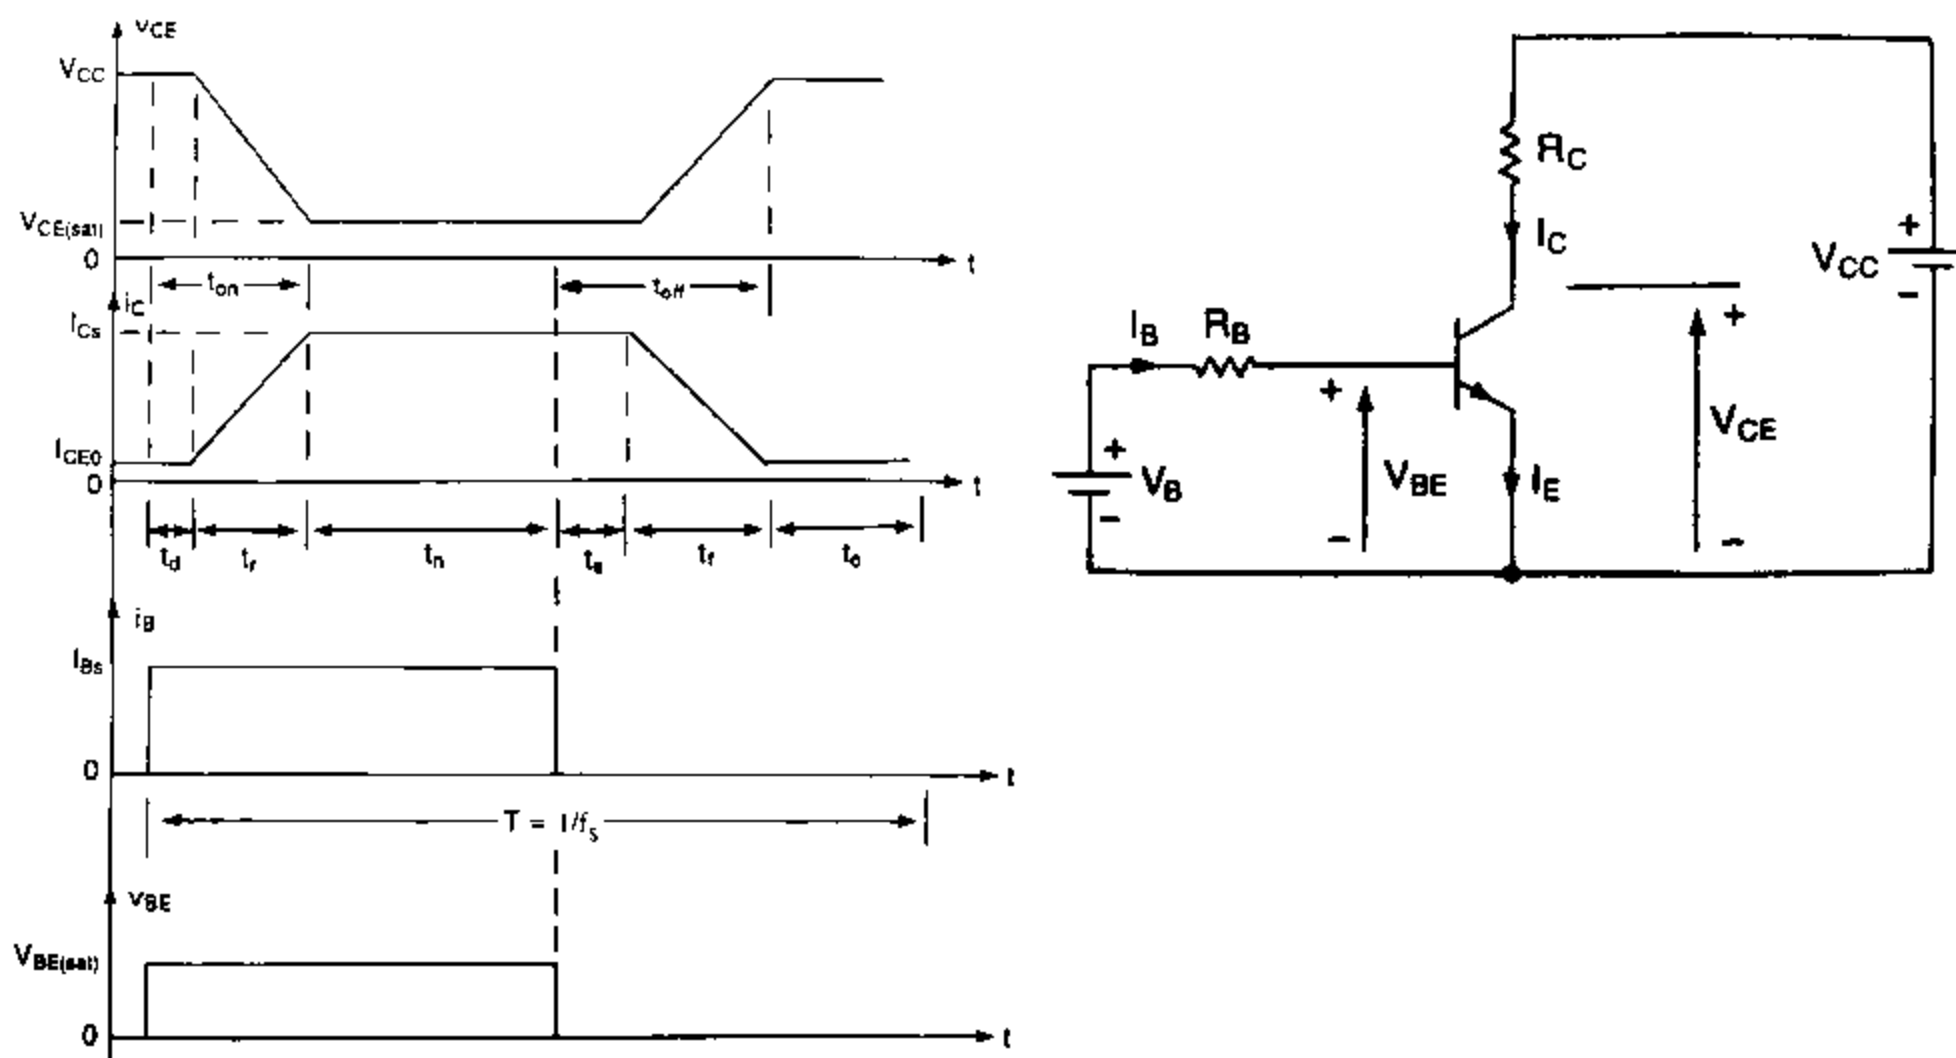 vCE
VCC
VCE(sat)
0
t
ton
toff
iC
ICs
ICE0
0
t
td
tr
tn
ts
tf
to
iB
IBs
0
t
T = 1/fs
vBE
VBE(sat)
0
t
RC
IC
+
VCC
-
IB
RB
+
VBE
-
+
VB
-
IE
+
VCE
-